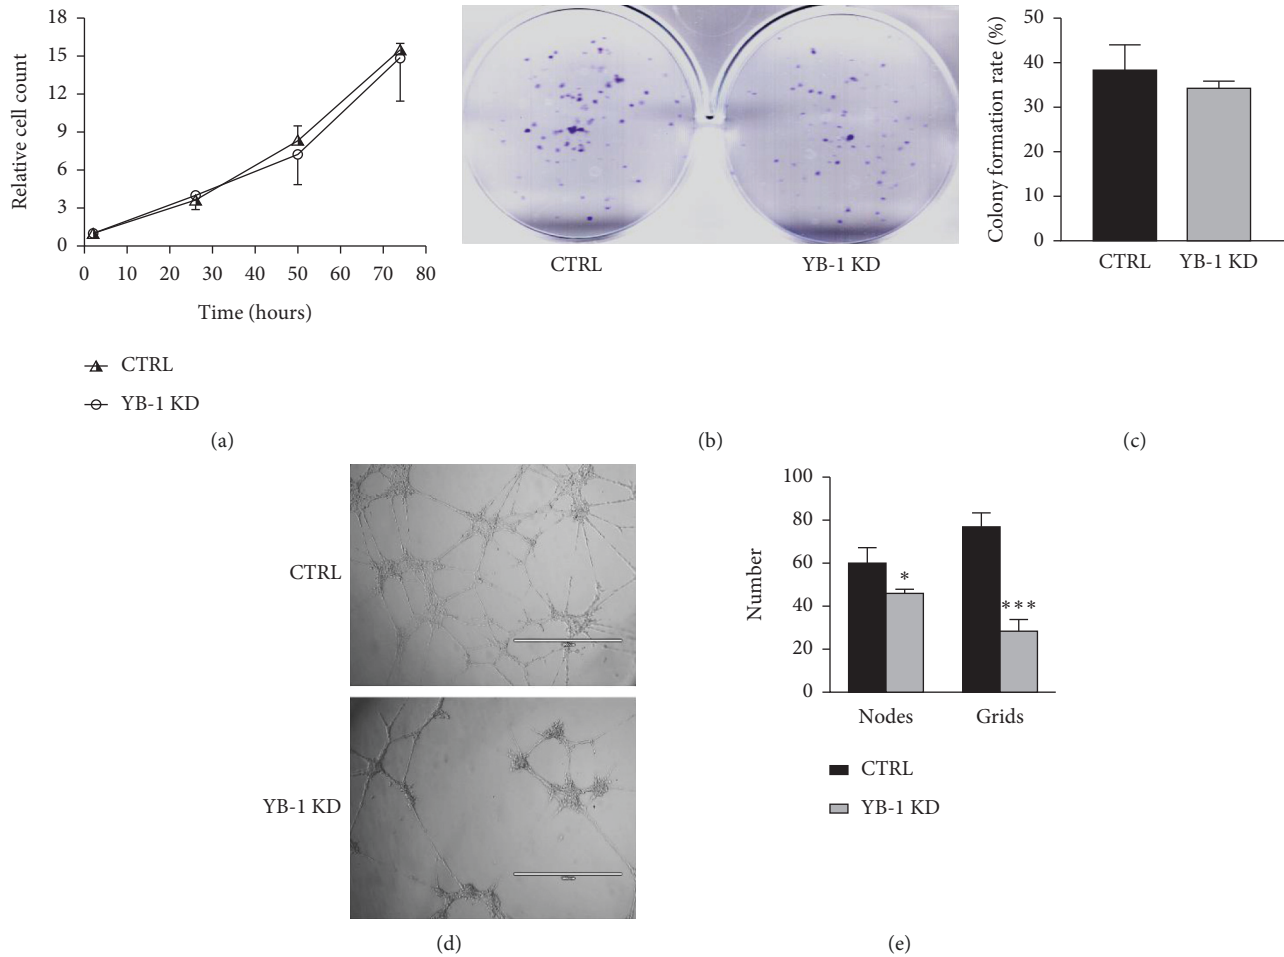 18
15
12
9
6
3
0
Relative cell count
0 10 20 30 40 50 60 70 80
Time (hours)
CTRL
YB-1 KD
(a)
CTRL YB-1 KD
(b)
50
40
30
20
10
0
Colony formation rate (%)
CTRL YB-1 KD
(c)
CTRL
YB-1 KD
(d)
100
80
60
40
20
0
Number
*
***
Nodes Grids
CTRL
YB-1 KD
(e)